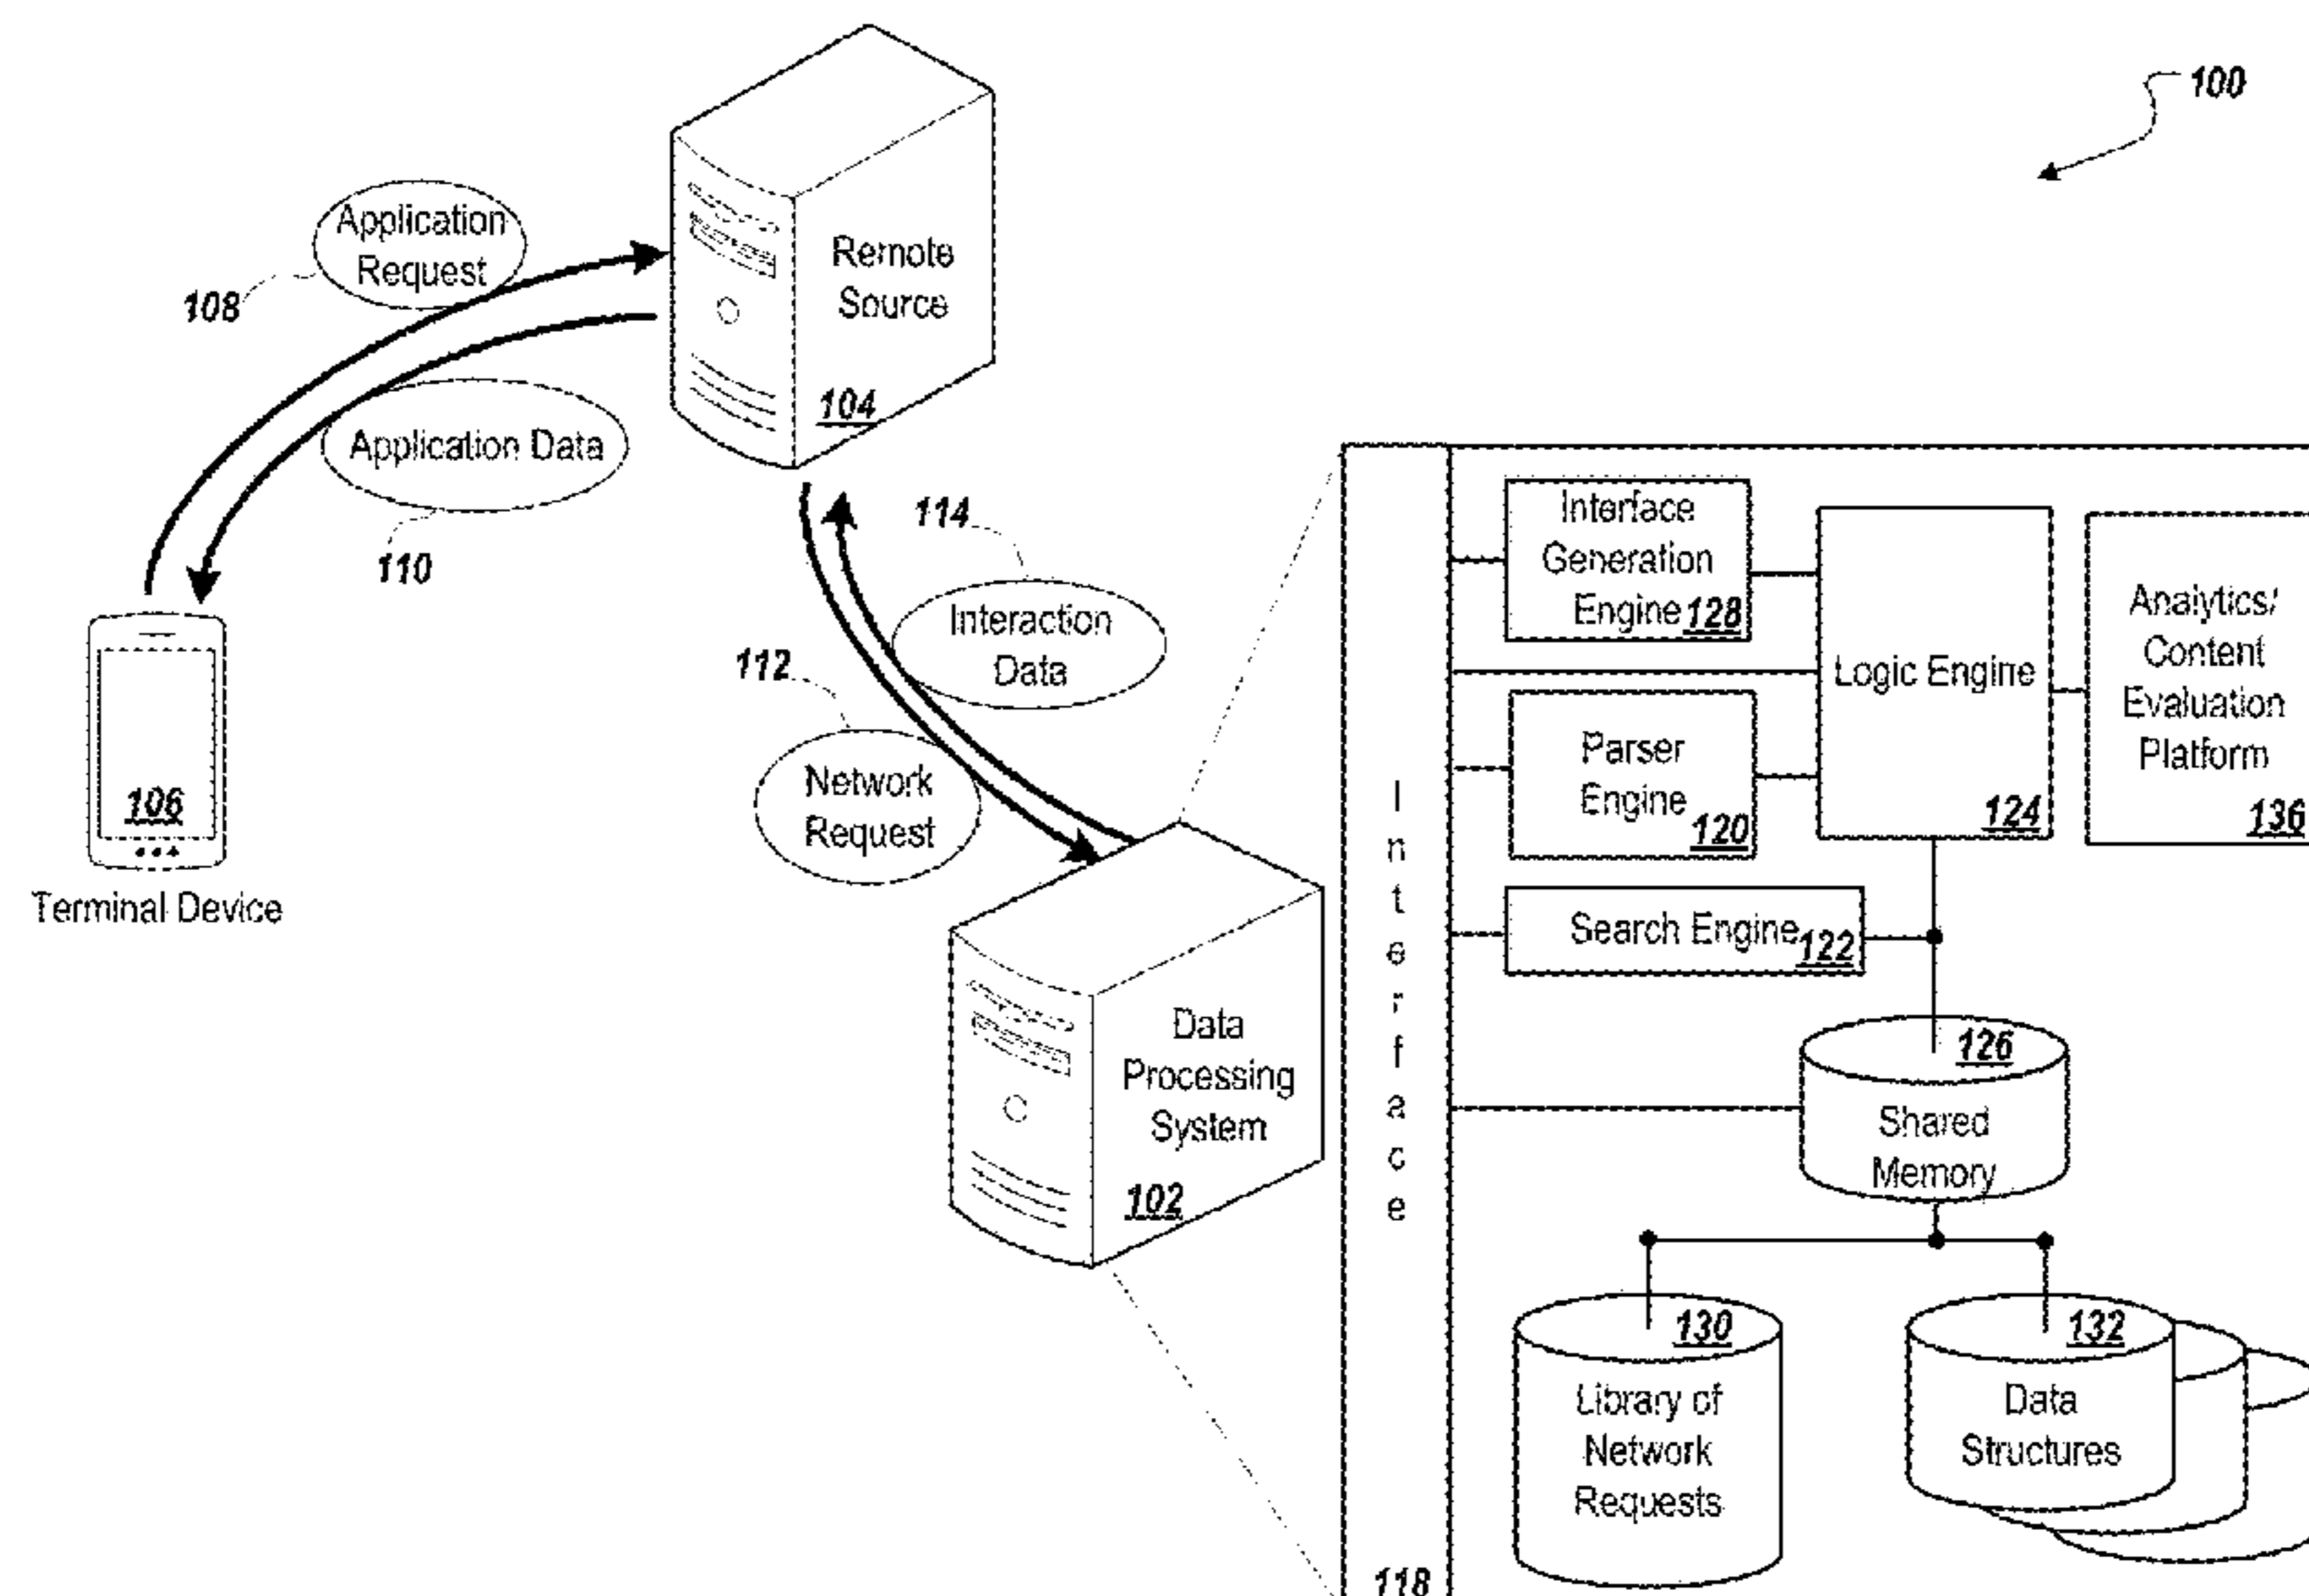 100
Application
Request
108
Remote
Source
104
Application Data
110
114
Interaction
Data
112
Network
Request
106
Terminal Device
Data
Processing
System
102
Interface
118
Interface
Generation
Engine 128
Logic Engine
124
Analytics/
Content
Evaluation
Platform
136
Parser
Engine
120
Search Engine 122
126
Shared
Memory
130
Library of
Network
Requests
132
Data
Structures